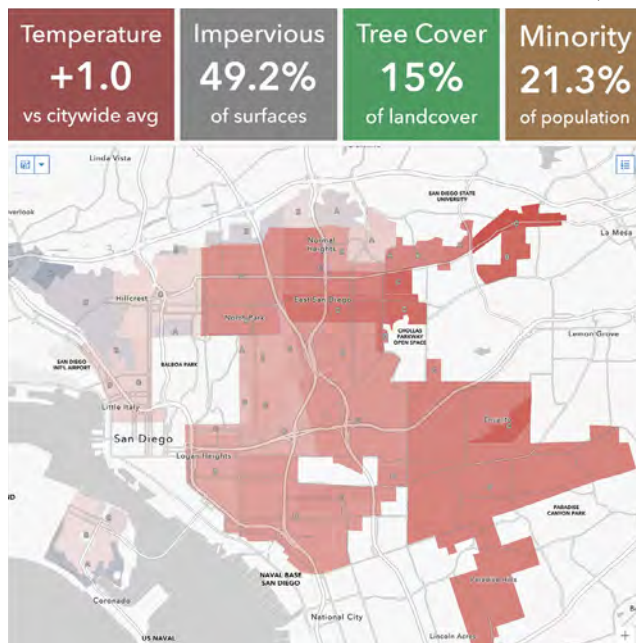 Temperature
+1.0
vs citywide avg
Impervious
49.2%
of surfaces
Tree Cover
15%
of landcover
Minority
21.3%
of population
Linda Vista
SAN DIEGO STATE
UNIVERSITY
La Mesa
Normal
Heights
Hillcrest
East San Diego
North Park
CHOLLAS
PARKWAY
OPEN SPACE
Lemon Grove
SAN DIEGO
INT'L AIRPORT
BALBOA PARK
Little Italy
San Diego
Logan Heights
Encanto
PARADISE
CANYON PARK
NAVAL BASE
SAN DIEGO
Paradise Hills
Coronado
National City
Lincoln Acres
US NAVAL